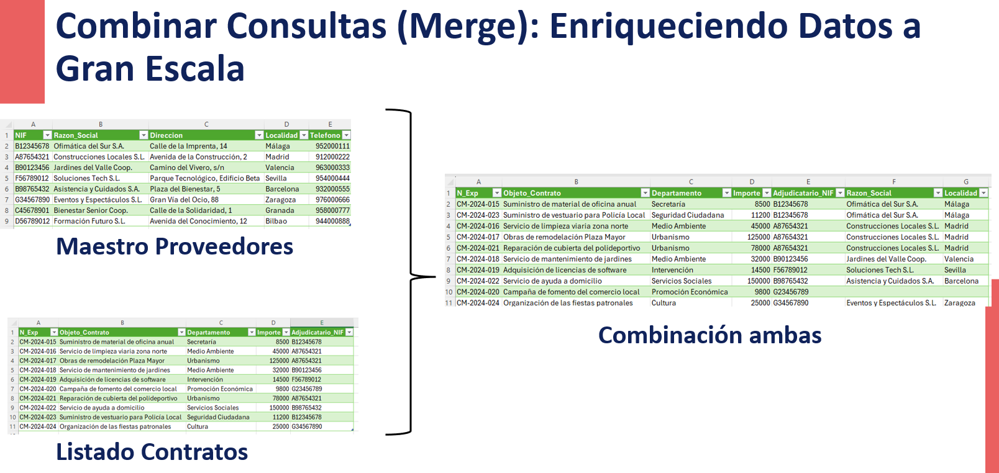 Combinar Consultas (Merge): Enriqueciendo Datos a
Gran Escala
A B C D E
1 NIF Razon_Social Direccion Localidad Telefono
2 B12345678 Ofimática del Sur S.A. Calle de la Imprenta, 14 Málaga 952000111
3 A87654321 Construcciones Locales S.L. Avenida de la Construcción, 2 Madrid 912000222
4 B90123456 Jardines del Valle Coop. Camino del Vivero, s/n Valencia 963000333
5 F56789012 Soluciones Tech S.L. Parque Tecnológico, Edificio Beta Sevilla 954000444
6 B98765432 Asistencia y Cuidados S.A. Plaza del Bienestar, 5 Barcelona 932000555
7 G34567890 Eventos y Espectáculos S.L. Gran Vía del Ocio, 88 Zaragoza 976000666
8 C45678901 Bienestar Senior Coop. Calle de la Solidaridad, 1 Granada 958000777
9 D56789012 Formación Futuro S.L. Avenida del Conocimiento, 12 Bilbao 944000888
Maestro Proveedores
A B C D E
1 N_Exp Objeto_Contrato Departamento Importe Adjudicatario_NIF
2 CM-2024-015 Suministro de material de oficina anual Secretaría 8500 B12345678
3 CM-2024-016 Servicio de limpieza viaria zona norte Medio Ambiente 45000 A87654321
4 CM-2024-017 Obras de remodelación Plaza Mayor Urbanismo 125000 A87654321
5 CM-2024-018 Servicio de mantenimiento de jardines Medio Ambiente 32000 B90123456
6 CM-2024-019 Adquisición de licencias de software Intervención 14500 F56789012
7 CM-2024-020 Campaña de fomento del comercio local Promoción Económica 9800 G23456789
8 CM-2024-021 Reparación de cubierta del polideportivo Urbanismo 78000 A87654321
9 CM-2024-022 Servicio de ayuda a domicilio Servicios Sociales 150000 B98765432
10 CM-2024-023 Suministro de vestuario para Policía Local Seguridad Ciudadana 11200 B12345678
11 CM-2024-024 Organización de las fiestas patronales Cultura 25000 G34567890
Listado Contratos
A B C D E F G
1 N_Exp Objeto_Contrato Departamento Importe Adjudicatario_NIF Razon_Social Localidad
2 CM-2024-015 Suministro de material de oficina anual Secretaría 8500 B12345678 Ofimática del Sur S.A. Málaga
3 CM-2024-023 Suministro de vestuario para Policía Local Seguridad Ciudadana 11200 B12345678 Ofimática del Sur S.A. Málaga
4 CM-2024-016 Servicio de limpieza viaria zona norte Medio Ambiente 45000 A87654321 Construcciones Locales S.L. Madrid
5 CM-2024-017 Obras de remodelación Plaza Mayor Urbanismo 125000 A87654321 Construcciones Locales S.L. Madrid
6 CM-2024-021 Reparación de cubierta del polideportivo Urbanismo 78000 A87654321 Construcciones Locales S.L. Madrid
7 CM-2024-018 Servicio de mantenimiento de jardines Medio Ambiente 32000 B90123456 Jardines del Valle Coop. Valencia
8 CM-2024-019 Adquisición de licencias de software Intervención 14500 F56789012 Soluciones Tech S.L. Sevilla
9 CM-2024-022 Servicio de ayuda a domicilio Servicios Sociales 150000 B98765432 Asistencia y Cuidados S.A. Barcelona
10 CM-2024-020 Campaña de fomento del comercio local Promoción Económica 9800 G23456789
11 CM-2024-024 Organización de las fiestas patronales Cultura 25000 G34567890 Eventos y Espectáculos S.L. Zaragoza
Combinación ambas